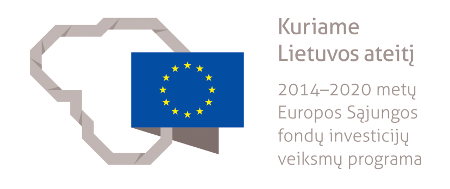 Kuriame
Lietuvos ateitį
2014–2020 metų
Europos Sąjungos
fondų investicijų
veiksmų programa